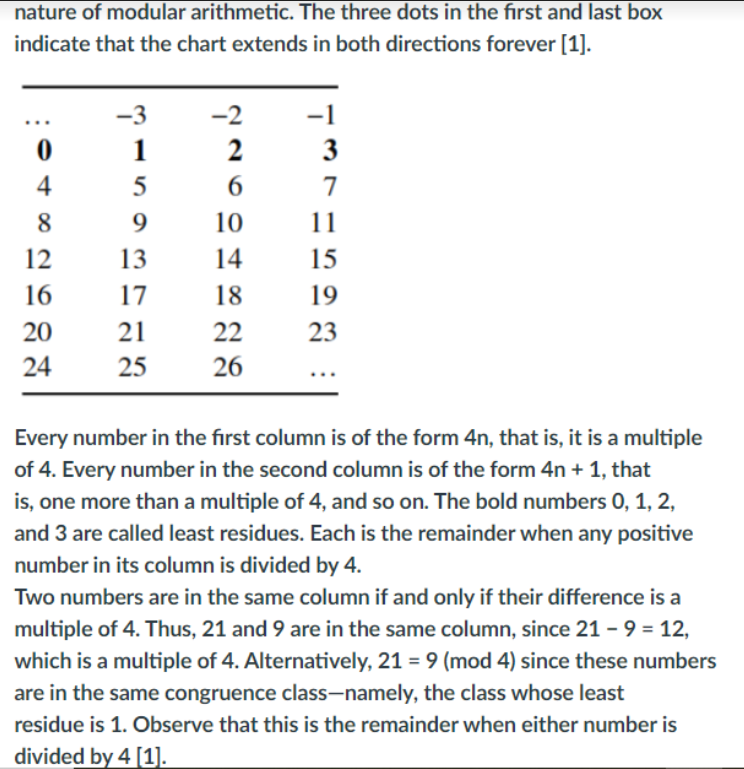 nature of modular arithmetic. The three dots in the first and last box
indicate that the chart extends in both directions forever [1].
... −3 −2 −1
0 1 2 3
4 5 6 7
8 9 10 11
12 13 14 15
16 17 18 19
20 21 22 23
24 25 26 ...
Every number in the first column is of the form 4n, that is, it is a multiple
of 4. Every number in the second column is of the form 4n + 1, that
is, one more than a multiple of 4, and so on. The bold numbers 0, 1, 2,
and 3 are called least residues. Each is the remainder when any positive
number in its column is divided by 4.
Two numbers are in the same column if and only if their difference is a
multiple of 4. Thus, 21 and 9 are in the same column, since 21 − 9 = 12,
which is a multiple of 4. Alternatively, 21 = 9 (mod 4) since these numbers
are in the same congruence class—namely, the class whose least
residue is 1. Observe that this is the remainder when either number is
divided by 4 [1].